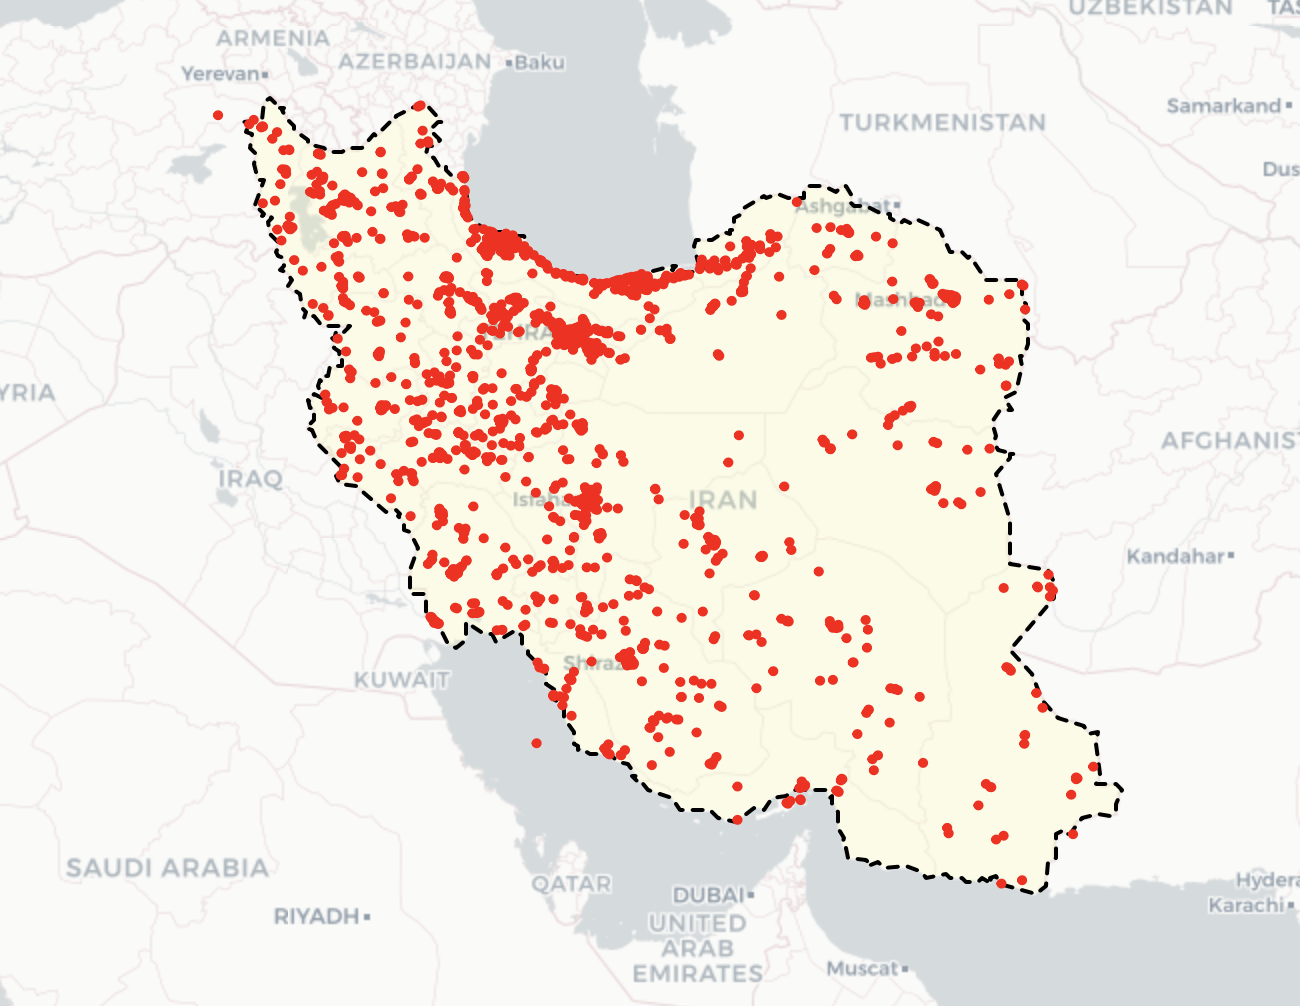 UZBEKISTAN
TAS
ARMENIA
AZERBAIJAN
Baku
Yerevan
Samarkand
TURKMENISTAN
Dus
Ashgabat
Mashhad
YRIA
AFGHANIST
IRAQ
Isfaha
IRAN
Kandahar
Shiraz
KUWAIT
SAUDI ARABIA
QATAR
DUBAI
Hydera
Karachi
RIYADH
UNITED
ARAB
EMIRATES
Muscat